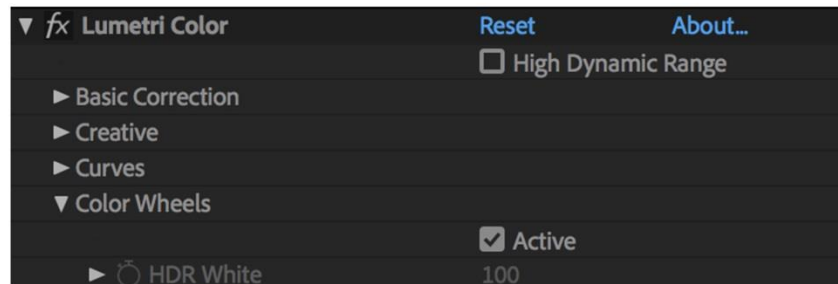 fx Lumetri Color Reset About...
High Dynamic Range
Basic Correction
Creative
Curves
Color Wheels
Active
HDR White 100